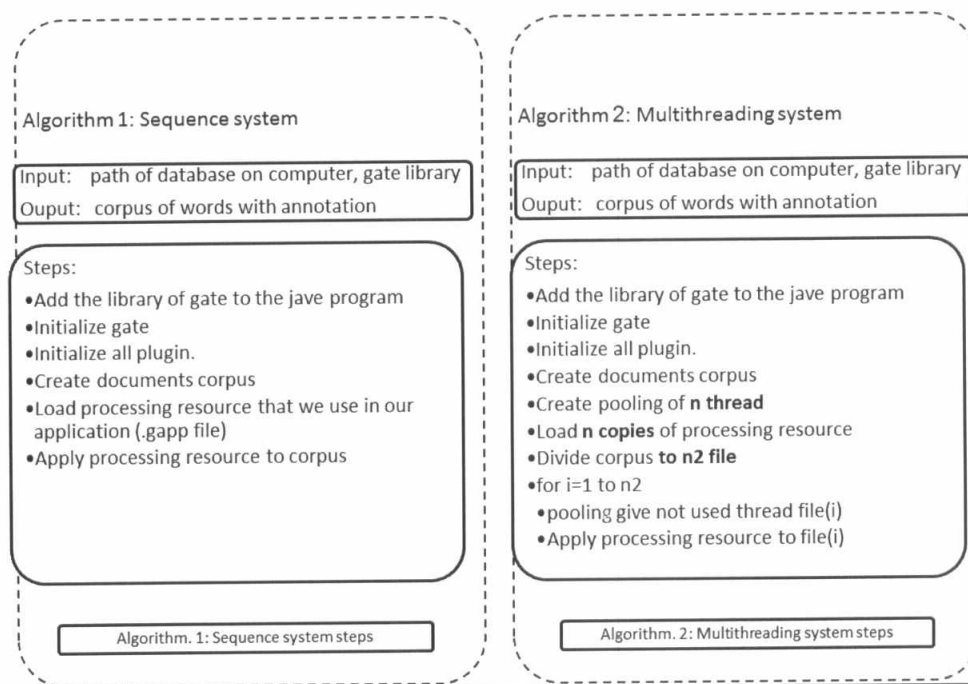 Algorithm 1: Sequence system
Input: path of database on computer, gate library
Ouput: corpus of words with annotation
Steps:
•Add the library of gate to the jave program
•Initialize gate
•Initialize all plugin.
•Create documents corpus
•Load processing resource that we use in our
application (.gapp file)
•Apply processing resource to corpus
Algorithm. 1: Sequence system steps
Algorithm 2: Multithreading system
Input: path of database on computer, gate library
Ouput: corpus of words with annotation
Steps:
•Add the library of gate to the jave program
•Initialize gate
•Initialize all plugin.
•Create documents corpus
•Create pooling of n thread
•Load n copies of processing resource
•Divide corpus to n2 file
•for i=1 to n2
•pooling give not used thread file(i)
•Apply processing resource to file(i)
Algorithm. 2: Multithreading system steps